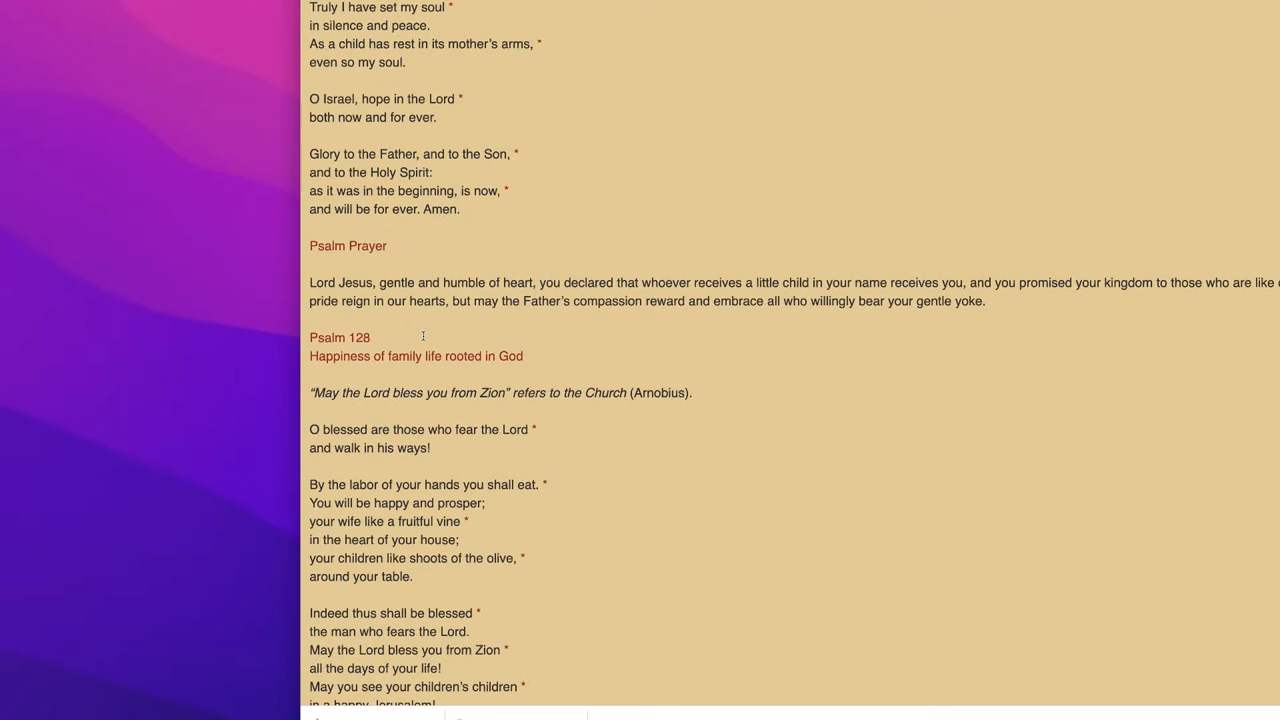 Truly I have set my soul *
in silence and peace.
As a child has rest in its mother’s arms, *
even so my soul.
O Israel, hope in the Lord *
both now and for ever.
Glory to the Father, and to the Son, *
and to the Holy Spirit:
as it was in the beginning, is now, *
and will be for ever. Amen.
Psalm Prayer
Lord Jesus, gentle and humble of heart, you declared that whoever receives a little child in your name receives you, and you promised your kingdom to those who are like
pride reign in our hearts, but may the Father’s compassion reward and embrace all who willingly bear your gentle yoke.
Psalm 128
Happiness of family life rooted in God
“May the Lord bless you from Zion” refers to the Church (Arnobius).
O blessed are those who fear the Lord *
and walk in his ways!
By the labor of your hands you shall eat. *
You will be happy and prosper;
your wife like a fruitful vine *
in the heart of your house;
your children like shoots of the olive, *
around your table.
Indeed thus shall be blessed *
the man who fears the Lord.
May the Lord bless you from Zion *
all the days of your life!
May you see your children’s children *
in a happy Jerusalem!